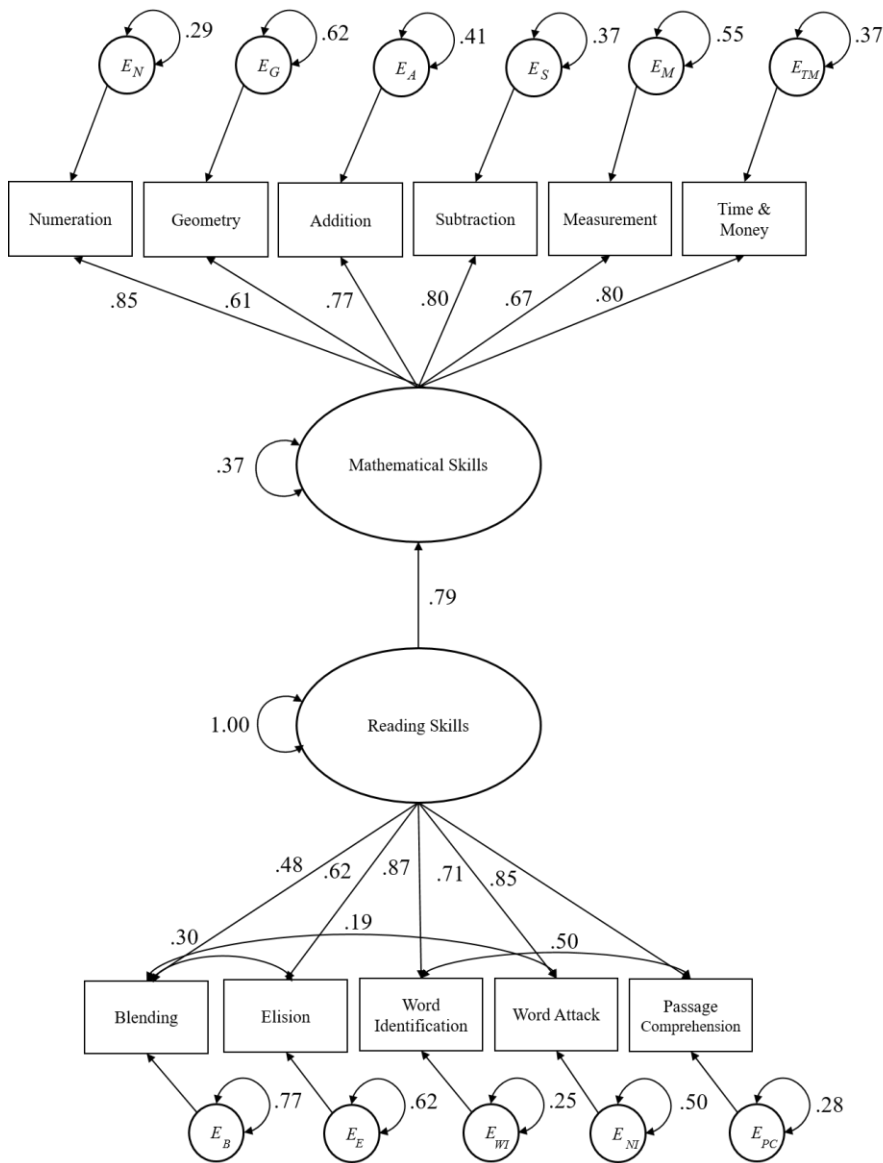 .29 .62 .41 .37 .55 .37
E_N E_G E_A E_S E_M E_TM
Numeration Geometry Addition Subtraction Measurement Time &
Money
.85 .61 .77 .80 .67 .80
.37 Mathematical Skills
.79
1.00 Reading Skills
.48 .62 .87 .71 .85
.30 .19 .50
Blending Elision Word
Identification Word Attack Passage
Comprehension
.77 .62 .25 .50 .28
E_B E_E E_WI E_NI E_PC